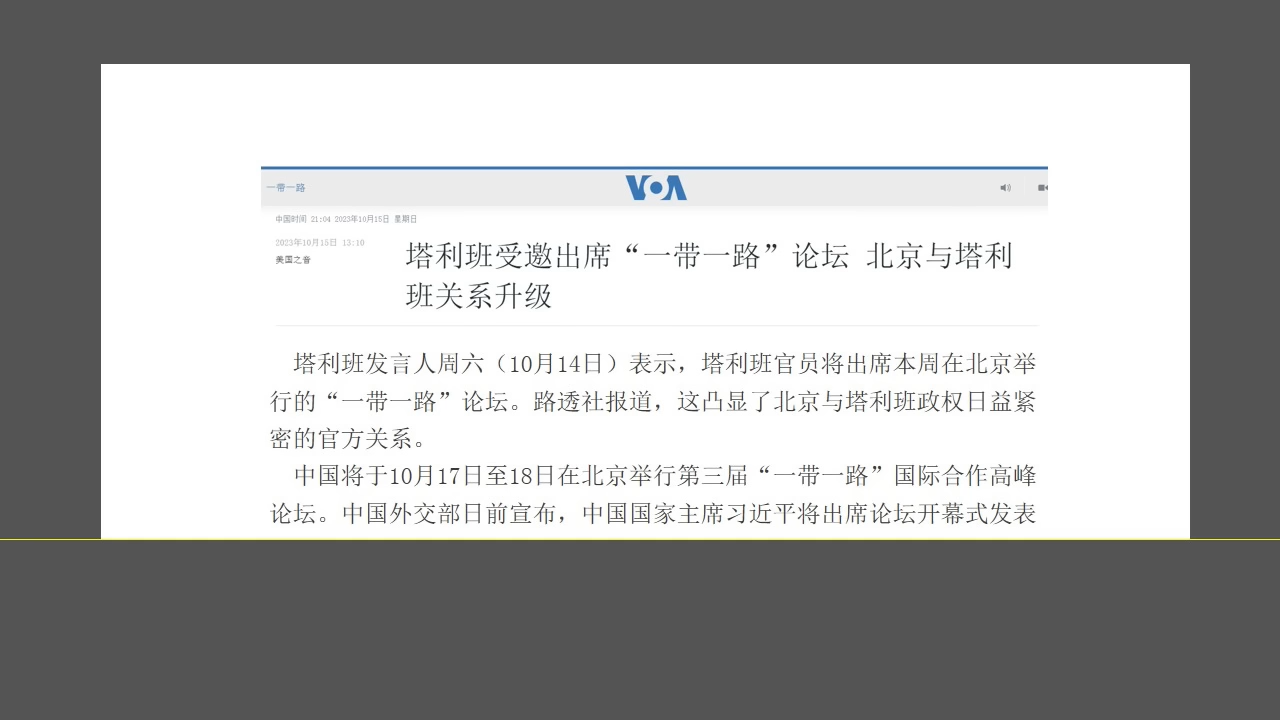 一带一路
VOA
中国时间 21:04 2023年10月15日 星期日
2023年10月15日 13:10
美国之音
塔利班受邀出席“一带一路”论坛 北京与塔利
班关系升级
塔利班发言人周六（10月14日）表示，塔利班官员将出席本周在北京举
行的“一带一路”论坛。路透社报道，这凸显了北京与塔利班政权日益紧
密的官方关系。
中国将于10月17日至18日在北京举行第三届“一带一路”国际合作高峰
论坛。中国外交部日前宣布，中国国家主席习近平将出席论坛开幕式发表